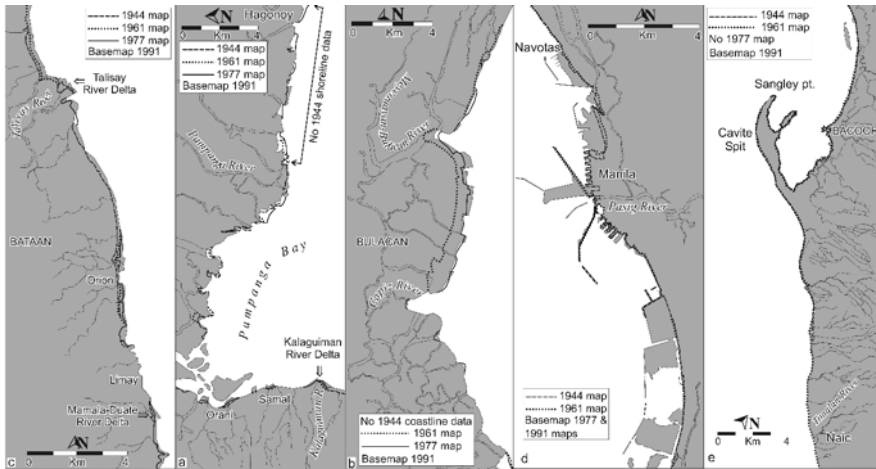 1944 map
1961 map
1977 map
Basemap 1991
Talisay
River Delta
Talisay River
BATAAN
Orion
Limay
Mamala-Duale
River Delta
N
0 Km 4
c
N
Hagonoy
0 Km 4
1944 map
1961 map
1977 map
Basemap 1991
No 1944 shoreline data
Pampanga River
Pampanga Bay
Kalaguiman
River Delta
Orani
Samal
Kalaguiman R.
a
N
0 Km 4
BULACAN
No 1944 coastline data
1961 map
1977 map
Basemap 1991
b
N
0 Km 4
Navotas
Manila
Pasig River
1944 map
1961 map
Basemap 1977 &
1991 maps
d
1944 map
1961 map
No 1977 map
Basemap 1991
Sangley pt.
Cavite
Spit
BACOOR
N
0 Km 4
Naic
e